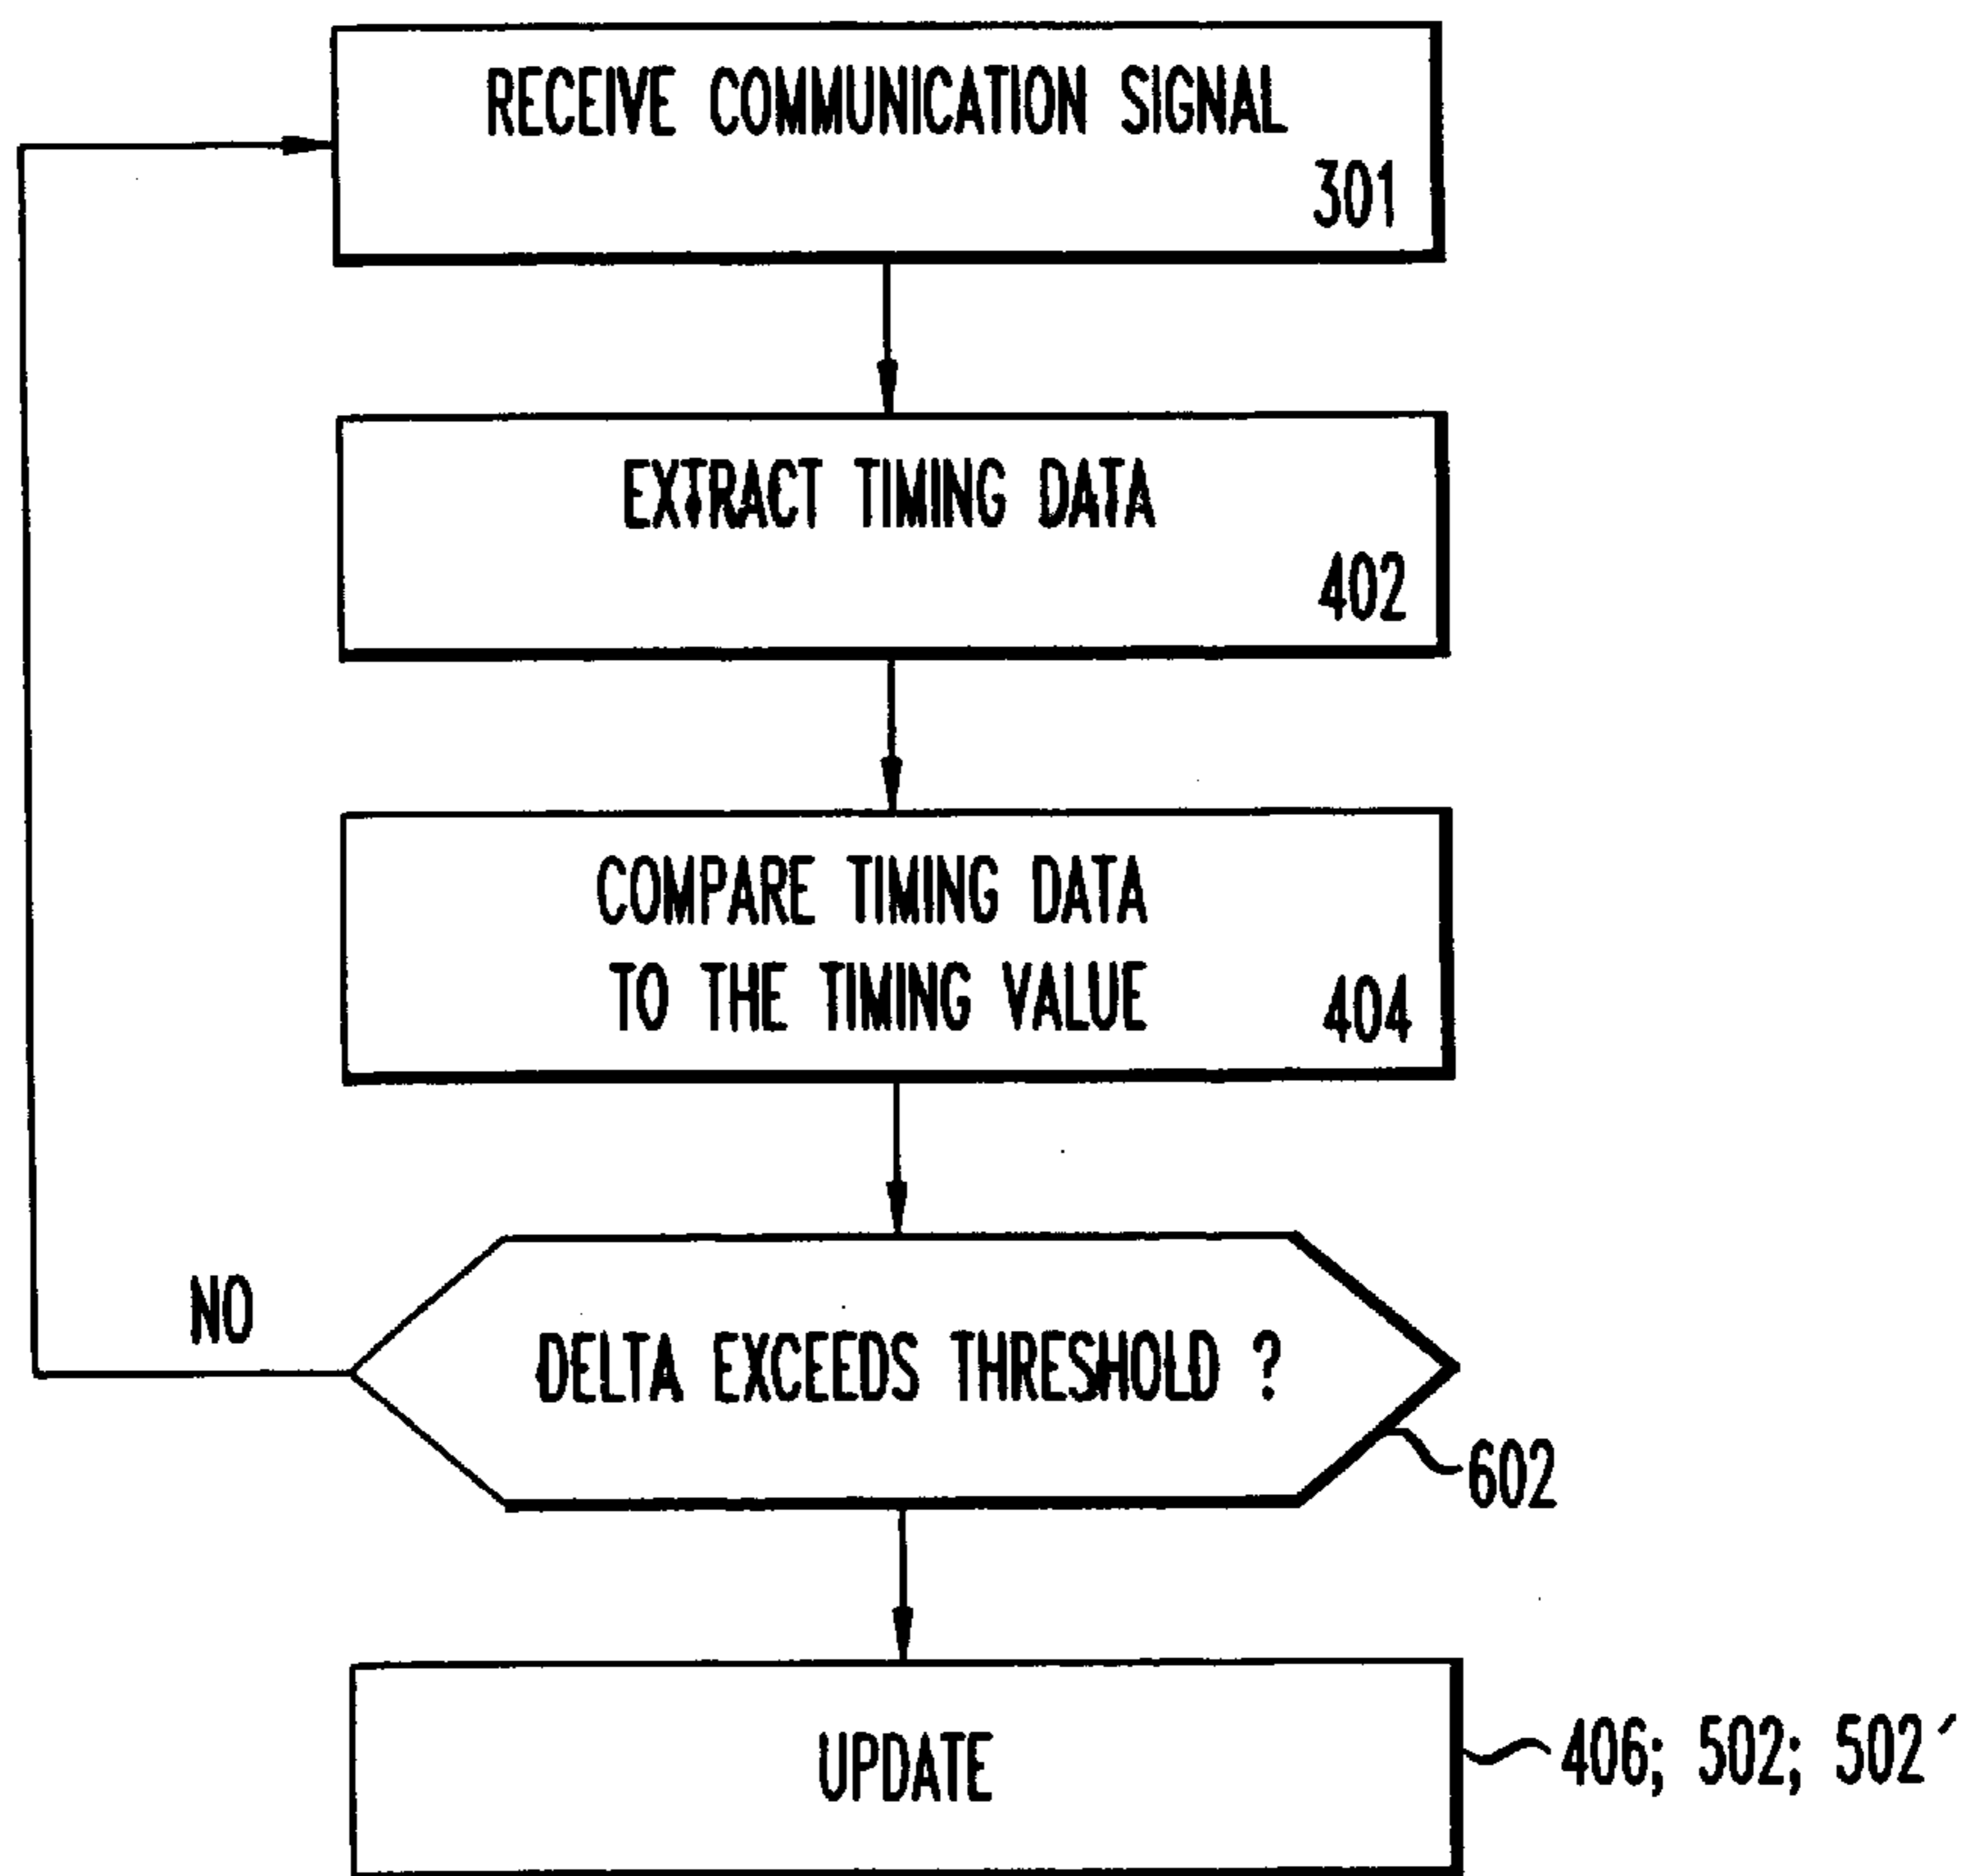 RECEIVE COMMUNICATION SIGNAL
301
EXTRACT TIMING DATA
402
COMPARE TIMING DATA
TO THE TIMING VALUE
404
NO
DELTA EXCEEDS THRESHOLD ?
602
UPDATE
406; 502; 502′